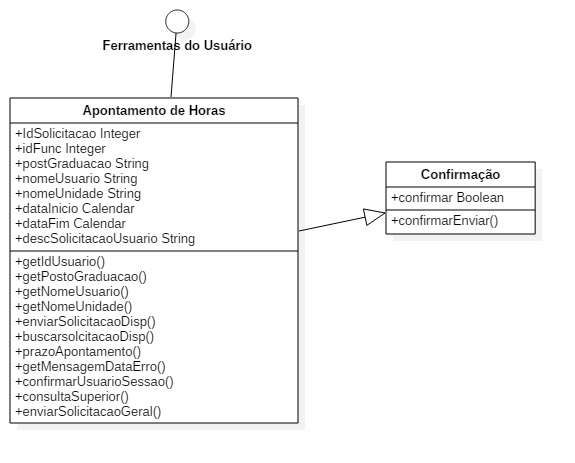 Ferramentas do Usuário
Apontamento de Horas
+IdSolicitacao Integer
+idFunc Integer
+postGraduacao String
+nomeUsuario String
+nomeUnidade String
+dataInicio Calendar
+dataFim Calendar
+descSolicitacaoUsuario String
+getIdUsuario()
+getPostoGraduacao()
+getNomeUsuario()
+getNomeUnidade()
+enviarSolicitacaoDisp()
+buscarsolcitacaoDisp()
+prazoApontamento()
+getMensagemDataErro()
+confirmarUsuarioSessao()
+consultaSuperior()
+enviarSolicitacaoGeral()
Confirmação
+confirmar Boolean
+confirmarEnviar()